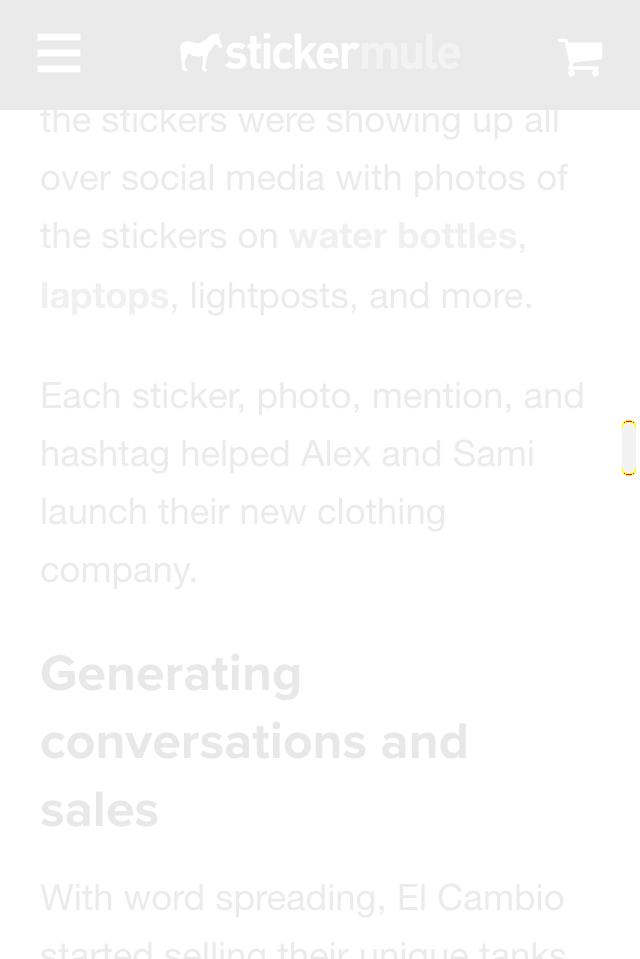 stickermule
the stickers were showing up all
over social media with photos of
the stickers on water bottles,
laptops, lightposts, and more.
Each sticker, photo, mention, and
hashtag helped Alex and Sami
launch their new clothing
company.
Generating
conversations and
sales
With word spreading, El Cambio
started selling their unique tanks